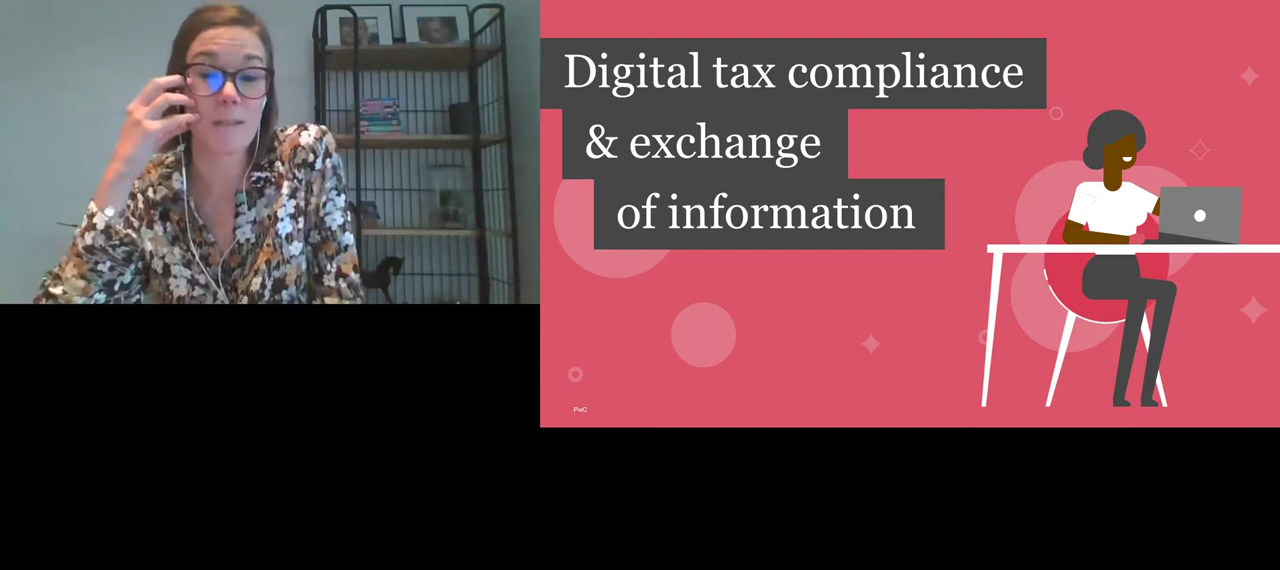 Digital tax compliance
& exchange
of information
PwC